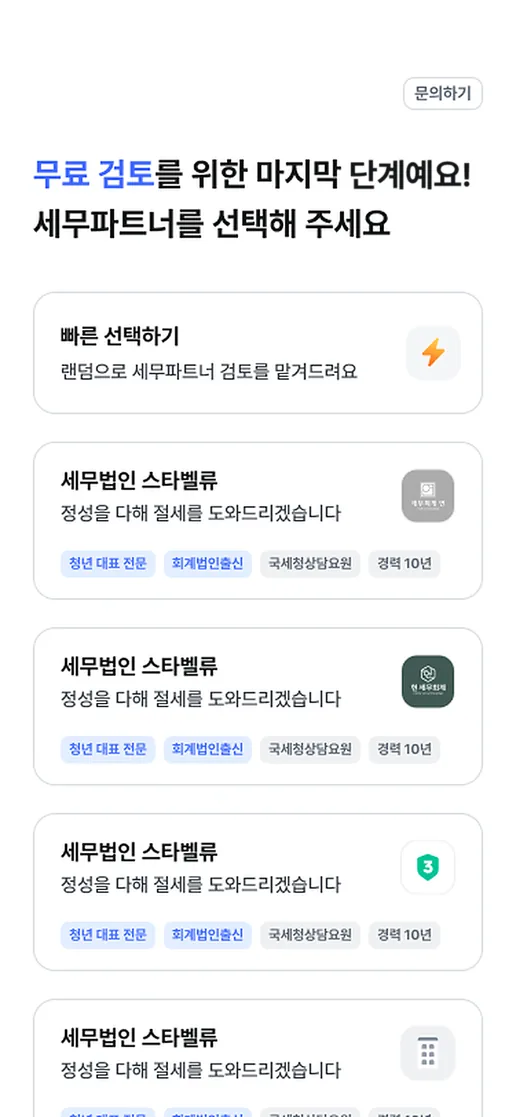 문의하기
무료 검토를 위한 마지막 단계예요!
세무파트너를 선택해 주세요
빠른 선택하기
랜덤으로 세무파트너 검토를 맡겨드려요
세무법인 스타벨류
정성을 다해 절세를 도와드리겠습니다
청년 대표 전문 회계법인출신 국세청상담요원 경력 10년
세무법인 스타벨류
현 세무회계
정성을 다해 절세를 도와드리겠습니다
청년 대표 전문 회계법인출신 국세청상담요원 경력 10년
세무법인 스타벨류
3
정성을 다해 절세를 도와드리겠습니다
청년 대표 전문 회계법인출신 국세청상담요원 경력 10년
세무법인 스타벨류
정성을 다해 절세를 도와드리겠습니다